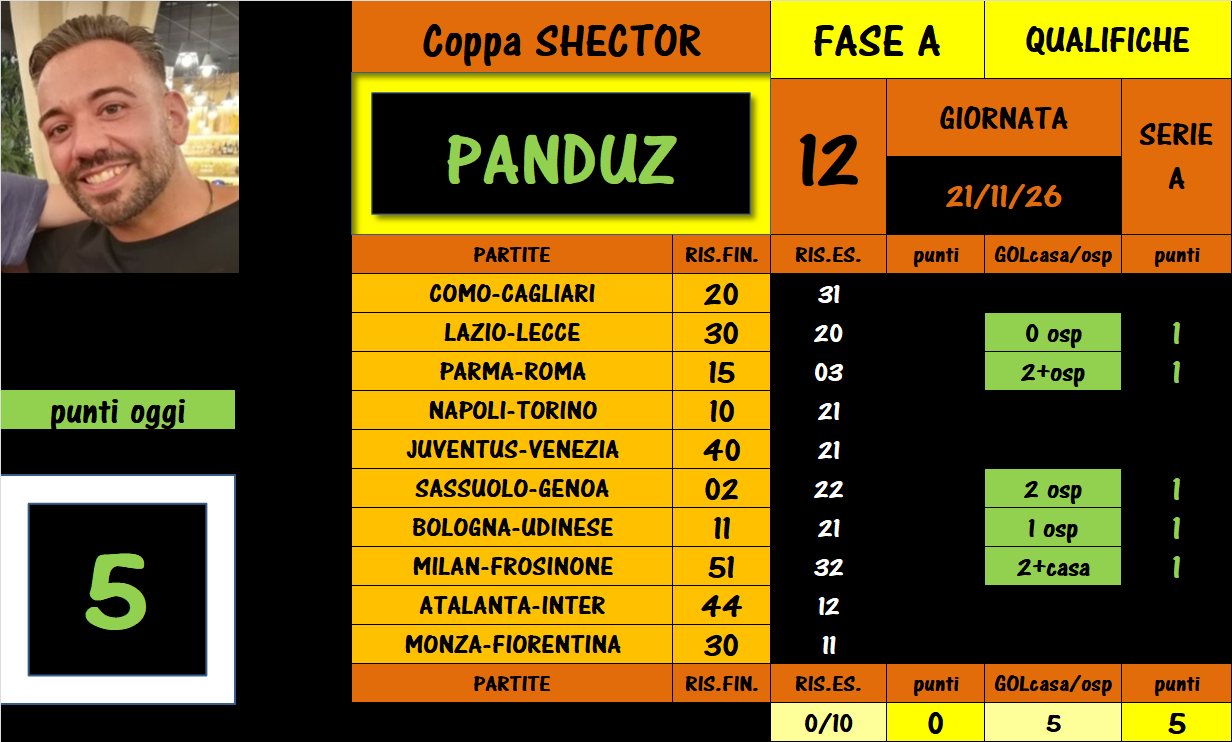 Coppa SHECTOR FASE A QUALIFICHE
PANDUZ 12 GIORNATA SERIE A
21/11/26
PARTITE RIS.FIN. RIS.ES. punti GOLcasa/osp punti
COMO-CAGLIARI 20 31
LAZIO-LECCE 30 20 0 osp 1
PARMA-ROMA 15 03 2+osp 1
NAPOLI-TORINO 10 21
punti oggi
JUVENTUS-VENEZIA 40 21
SASSUOLO-GENOA 02 22 2 osp 1
BOLOGNA-UDINESE 11 21 1 osp 1
MILAN-FROSINONE 51 32 2+casa 1
5
ATALANTA-INTER 44 12
MONZA-FIORENTINA 30 11
PARTITE RIS.FIN. RIS.ES. punti GOLcasa/osp punti
0/10 0 5 5